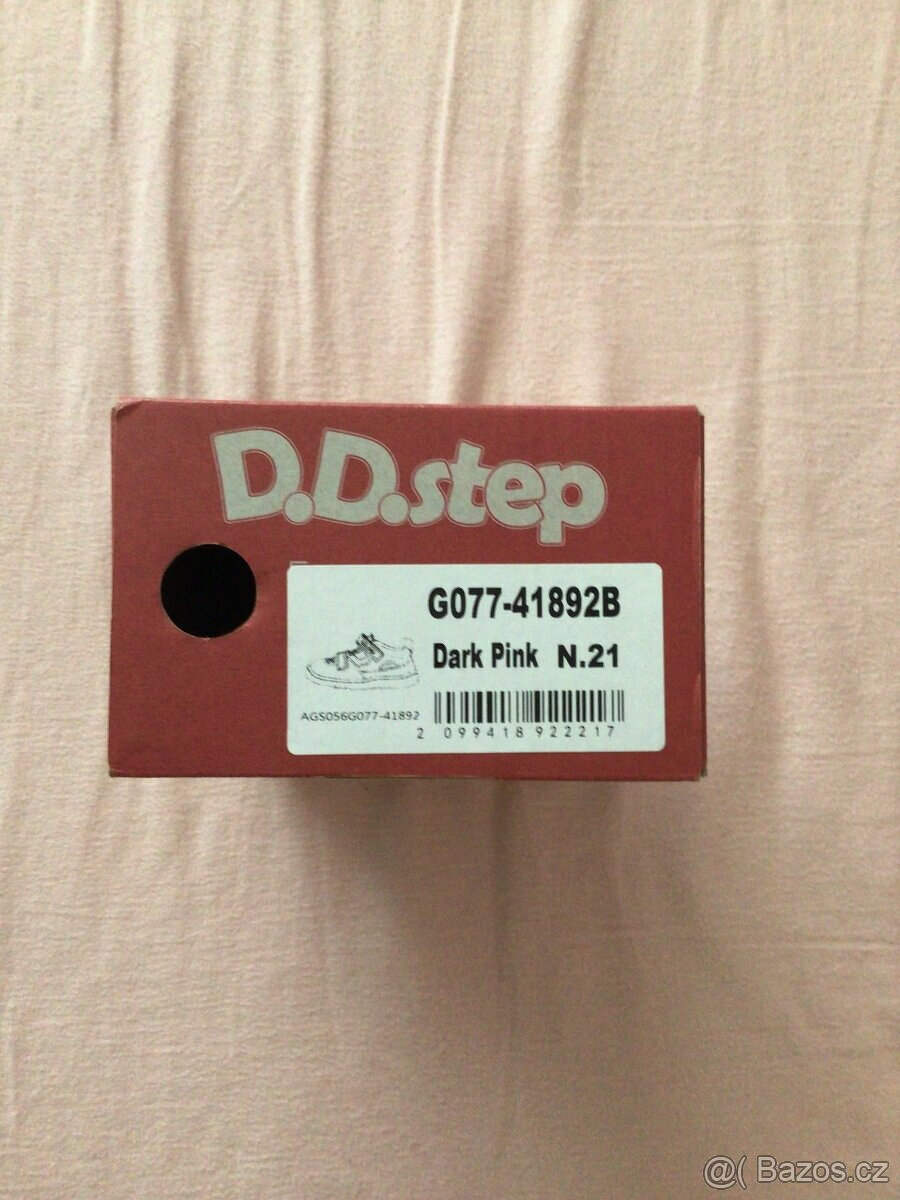 D.D.step
G077-41892B
Dark Pink N.21
AGS056G077-41892
2 099418 922217
@( Bazos.cz